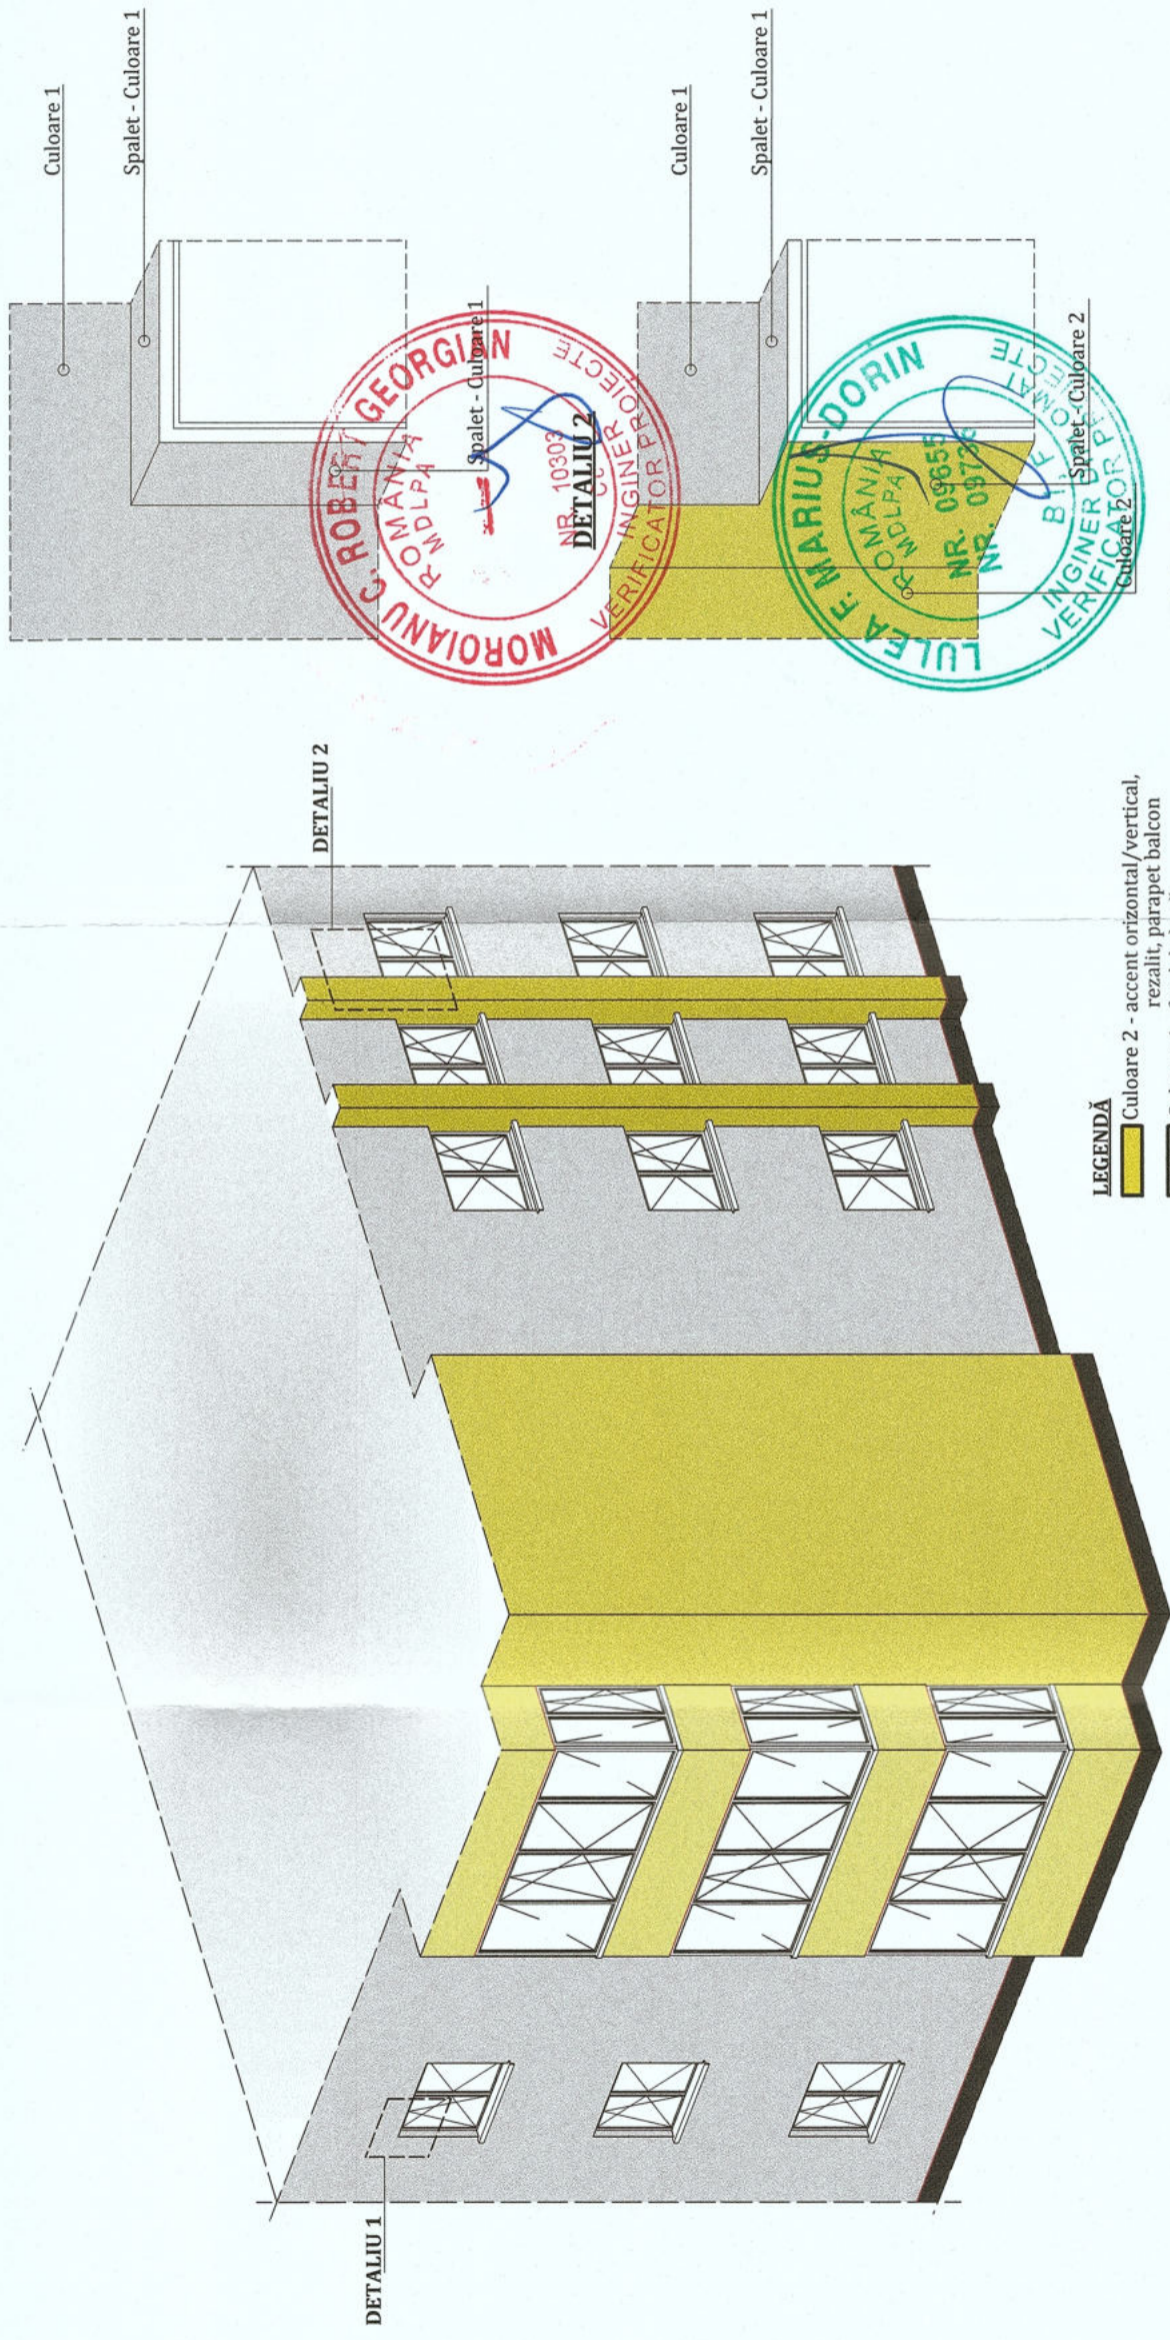 Culoare 1
Spalet - Culoare 1
Spalet - Culoare 1
DETALIU 2
Culoare 1
Spalet - Culoare 1
Spalet - Culoare 2
Culoare 2
MOROIANU C. ROBERT GEORGIAN
ROMÂNIA
MDLPA
NR. 10303
INGINER
VERIFICATOR PROIECTE
LULEA F. MARIUS-DORIN
ROMÂNIA
MDLPA
NR. 09655
NR.
INGINER
VERIFICATOR PROIECTE
DETALIU 1
DETALIU 2
LEGENDĂ
Culoare 2 - accent orizontal/vertical,
rezalit, parapet balcon